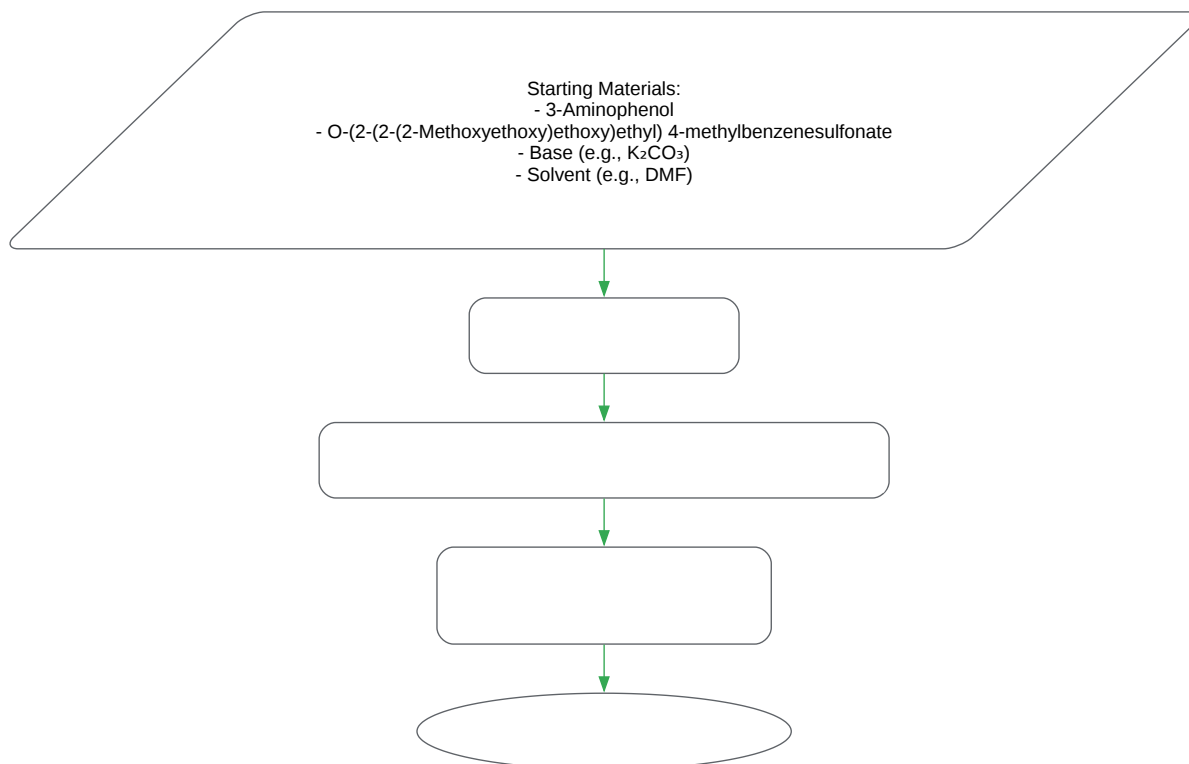 Starting Materials:
- 3-Aminophenol
- O-(2-(2-(2-Methoxyethoxy)ethoxy)ethyl) 4-methylbenzenesulfonate
- Base (e.g., K₂CO₃)
- Solvent (e.g., DMF)